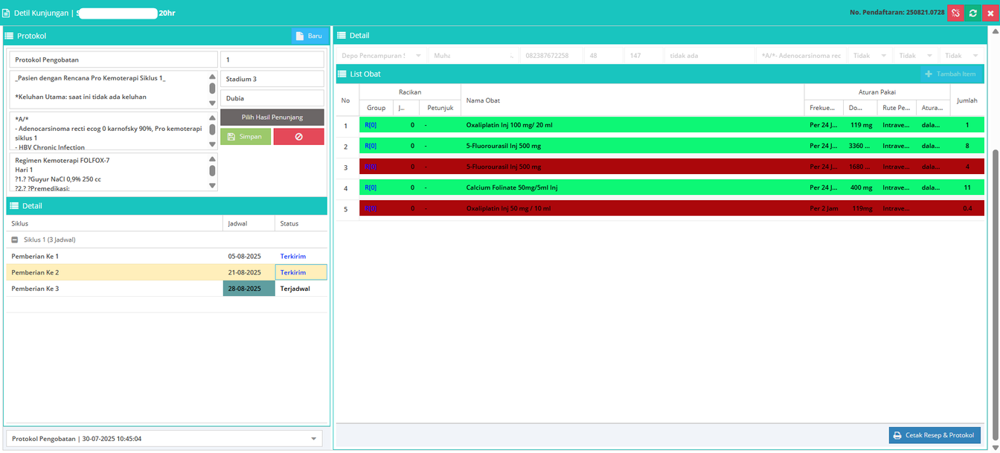 Detil Kunjungan | S 20hr
No. Pendaftaran: 250821.0728
Protokol
Baru
Protokol Pengobatan
1
_Pasien dengan Rencana Pro Kemoterapi Siklus 1_
*Keluhan Utama: saat ini tidak ada keluhan
Stadium 3
Dubia
*A/*
- Adenocarsinoma recti ecog 0 karnofsky 90%, Pro kemoterapi
siklus 1
- HBV Chronic Infection
Pilih Hasil Penunjang
Simpan
Regimen Kemoterapi FOLFOX-7
Hari 1
?1.? ?Guyur NaCl 0,9% 250 cc
?2.? ?Premedikasi:
Detail
Siklus Jadwal Status
Siklus 1 (3 Jadwal)
Pemberian Ke 1 05-08-2025 Terkirim
Pemberian Ke 2 21-08-2025 Terkirim
Pemberian Ke 3 28-08-2025 Terjadwal
Protokol Pengobatan | 30-07-2025 10:45:04
Detail
Depo Pencampuran Muha 082387672258 48 147 tidak ada *A/*- Adenocarsinoma rec Tidak Tidak Tidak
List Obat
Tambah Item
No Racikan Nama Obat Aturan Pakai Jumlah
Group J... Petunjuk Frekue... Do... Rute Pe... Atura...
1 R[0] 0 - Oxaliplatin Inj 100 mg/ 20 ml Per 24 J... 119 mg Intrave... dala... 1
2 R[0] 0 - 5-Fluorourasil Inj 500 mg Per 24 J... 3360 ... Intrave... dala... 8
3 R[0] 0 - 5-Fluorourasil Inj 500 mg Per 24 J... 1680 ... Intrave... dala... 4
4 R[0] 0 - Calcium Folinate 50mg/5ml Inj Per 24 J... 400 mg Intrave... dala... 11
5 R[0] 0 - Oxaliplatin Inj 50 mg / 10 ml Per 2 Jam 119mg Intrave... 0,4
Cetak Resep & Protokol